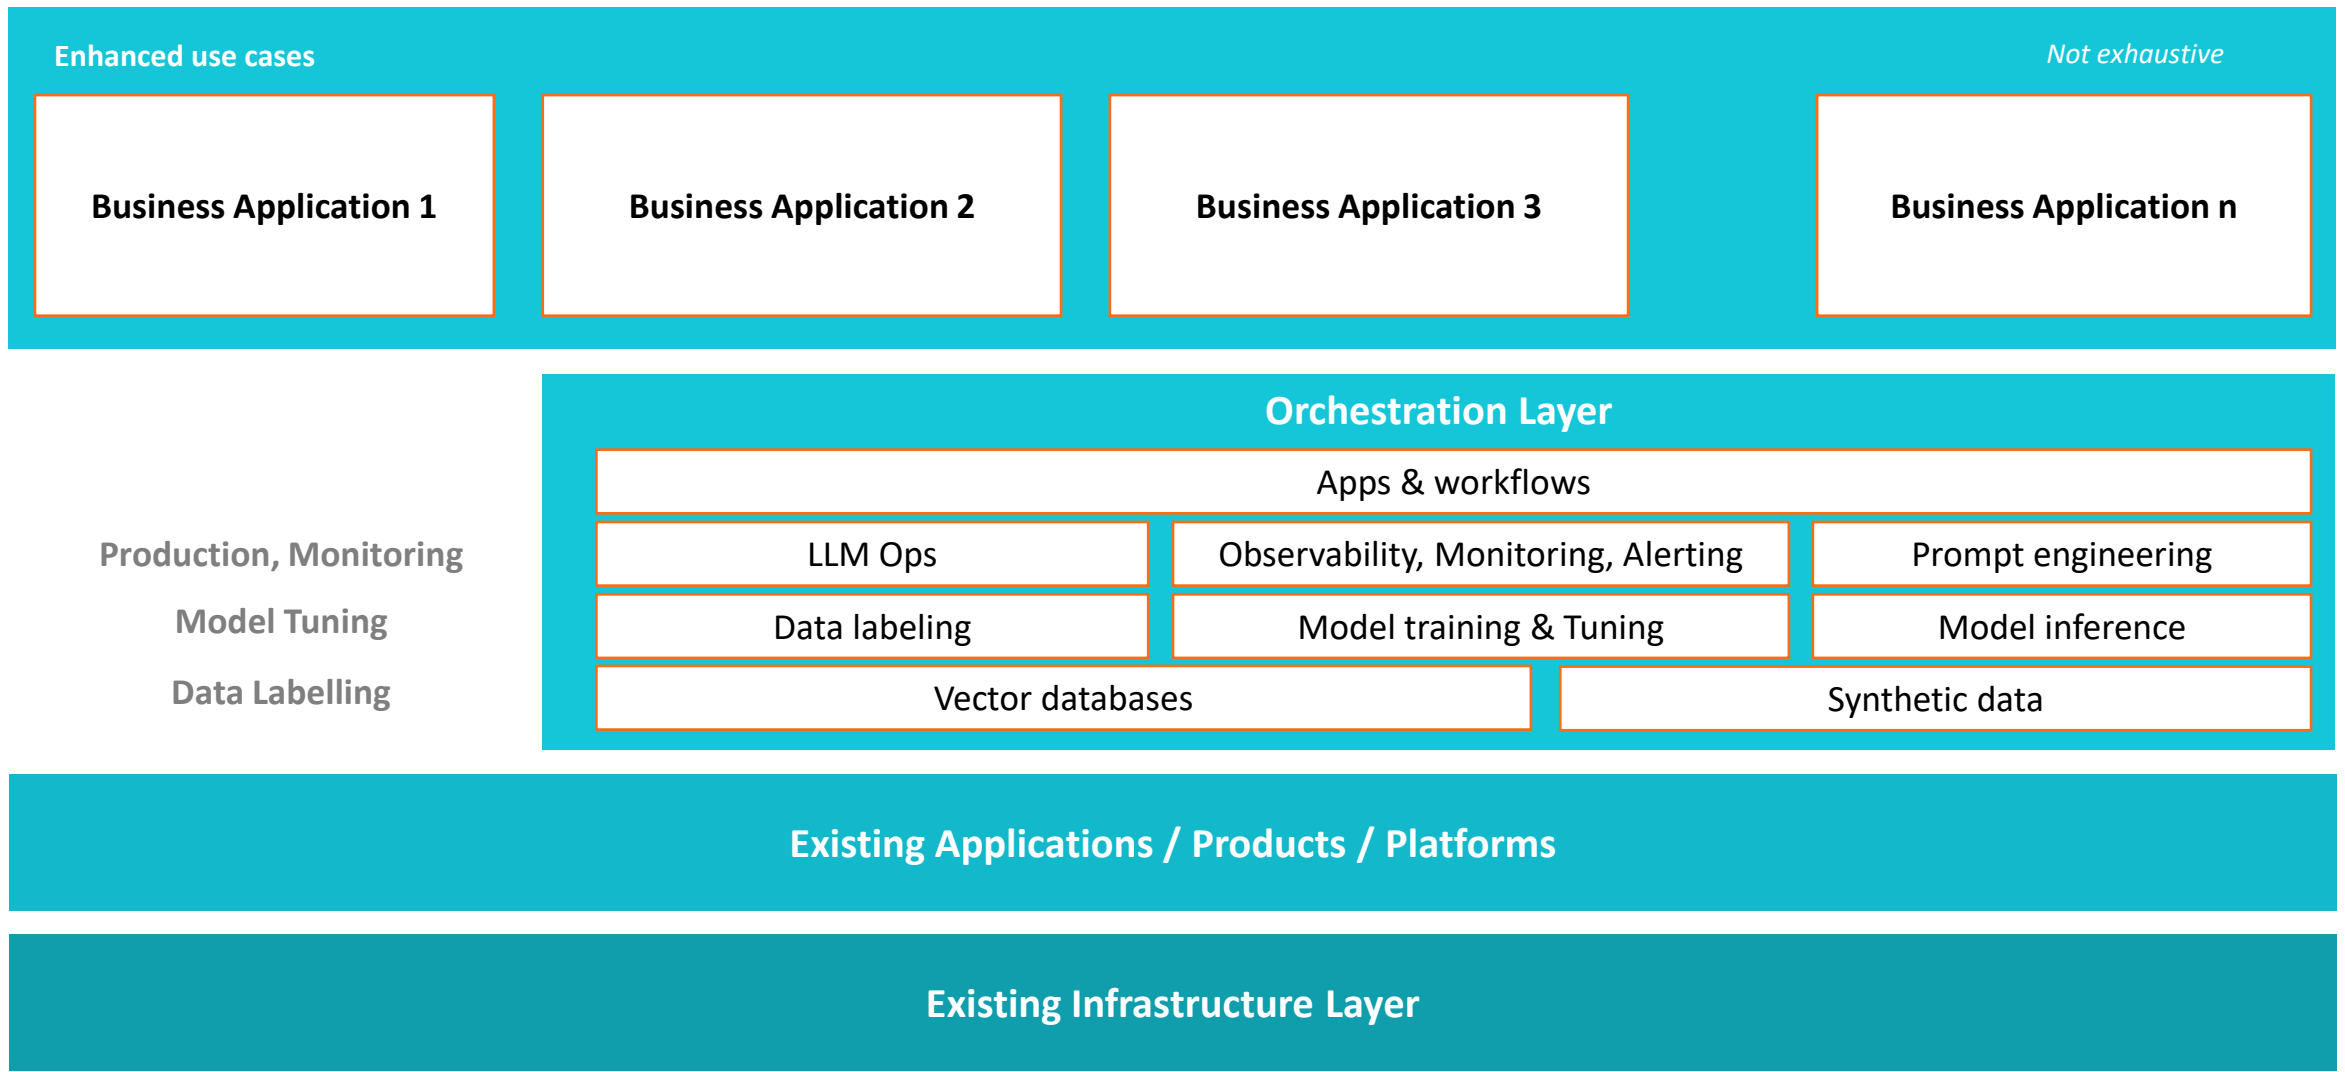 Enhanced use cases
Not exhaustive
Business Application 1
Business Application 2
Business Application 3
Business Application n
Orchestration Layer
Apps & workflows
Production, Monitoring
LLM Ops
Observability, Monitoring, Alerting
Prompt engineering
Model Tuning
Data labeling
Model training & Tuning
Model inference
Data Labelling
Vector databases
Synthetic data
Existing Applications / Products / Platforms
Existing Infrastructure Layer